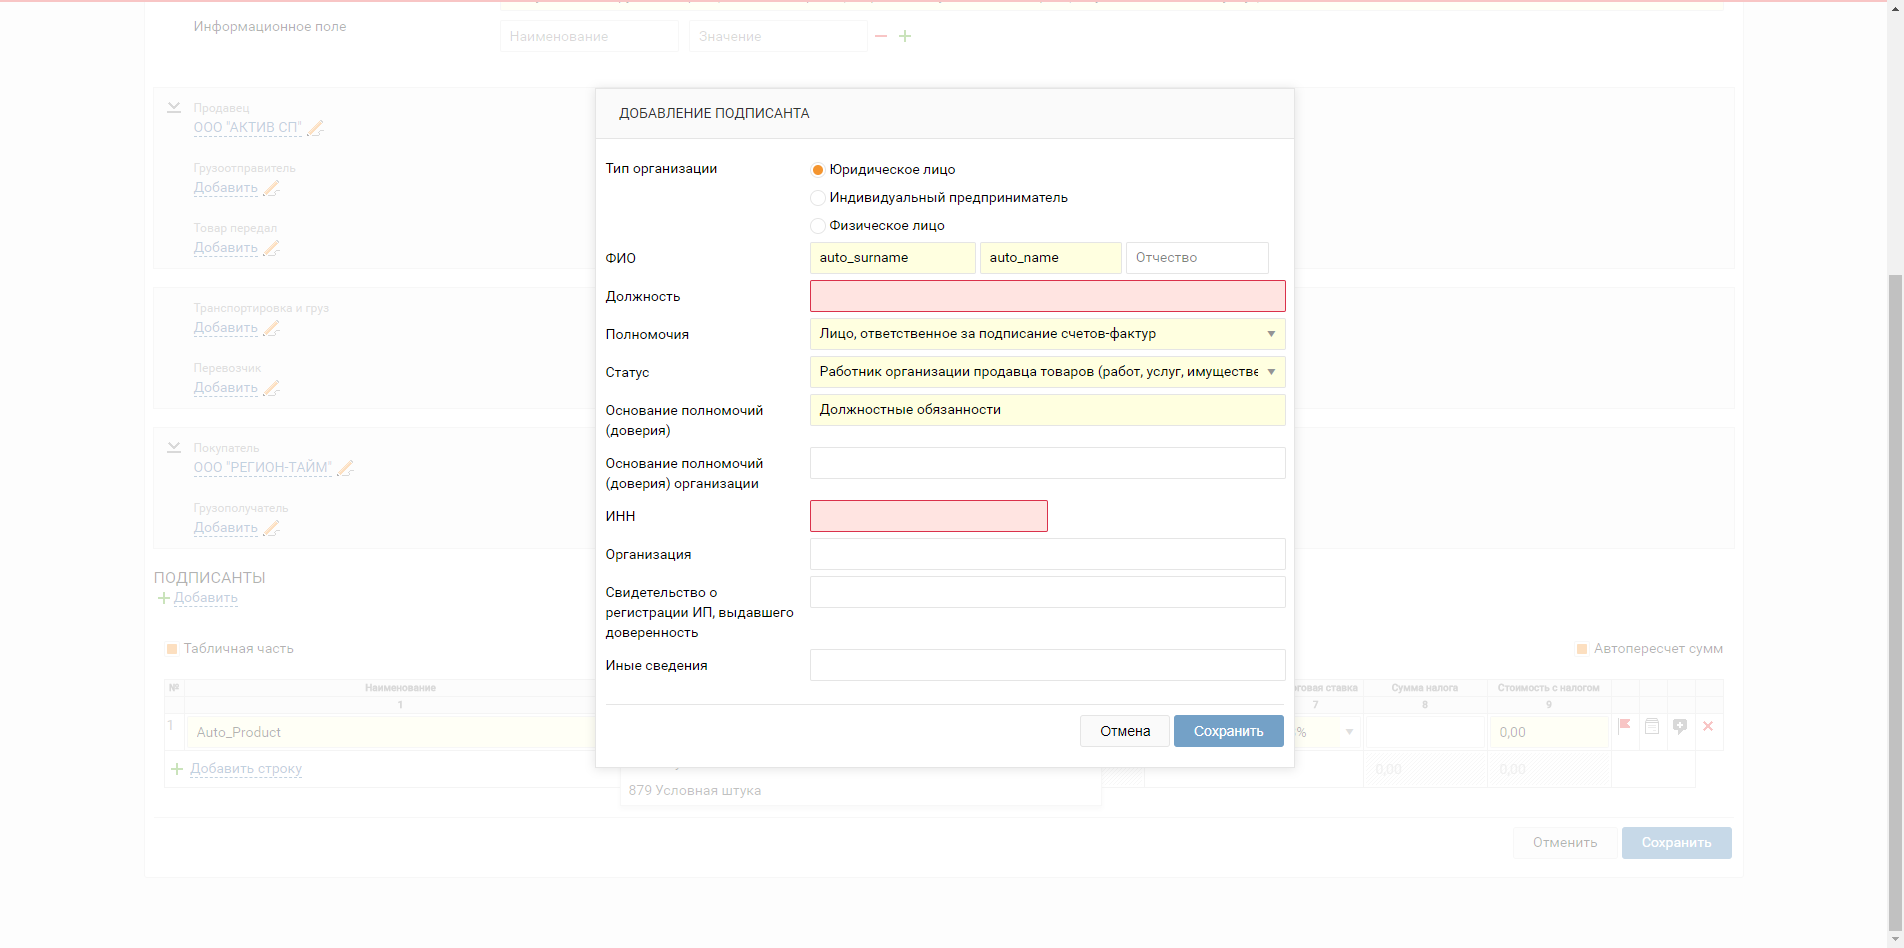 Информационное поле
Наименование
Значение
Продавец
ООО "АКТИВ СП"
Грузоотправитель
Добавить
Товар передал
Добавить
Транспортировка и груз
Добавить
Перевозчик
Добавить
Покупатель
ООО "РЕГИОН-ТАЙМ"
Грузополучатель
Добавить
ДОБАВЛЕНИЕ ПОДПИСАНТА
Тип организации
Юридическое лицо
Индивидуальный предприниматель
Физическое лицо
ФИО
auto_surname
auto_name
Отчество
Должность
Полномочия
Лицо, ответственное за подписание счетов-фактур
Статус
Работник организации продавца товаров (работ, услуг, имуществе
Основание полномочий
(доверия)
Должностные обязанности
Основание полномочий
(доверия) организации
ИНН
Организация
Свидетельство о
регистрации ИП, выдавшего
доверенность
Иные сведения
Отмена
Сохранить
ПОДПИСАНТЫ
Добавить
Табличная часть
Автопересчет сумм
№
Наименование
ставка
Сумма налога
Стоимость с налогом
1
7
8
9
1
Auto_Product
%
0,00
Добавить строку
0,00
0,00
879 Условная штука
Отменить
Сохранить